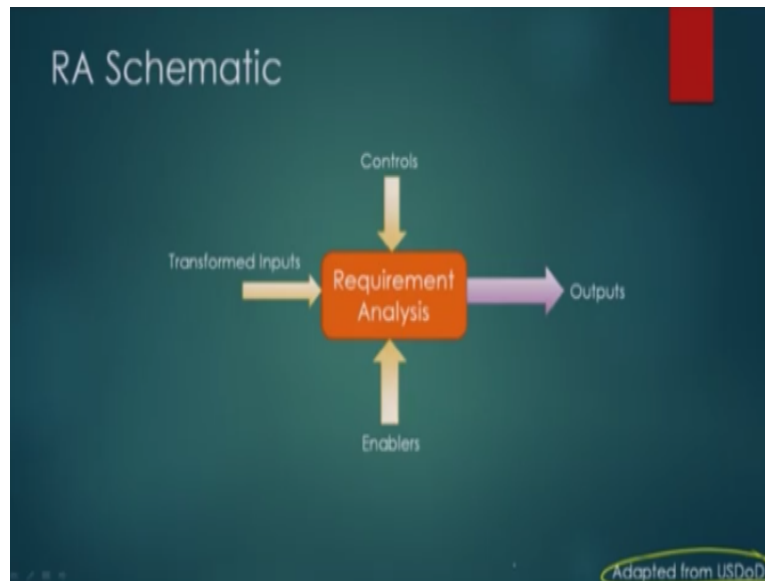 RA Schematic
Controls
Transformed Inputs
Requirement
Analysis
Outputs
Enablers
Adapted from USDoD